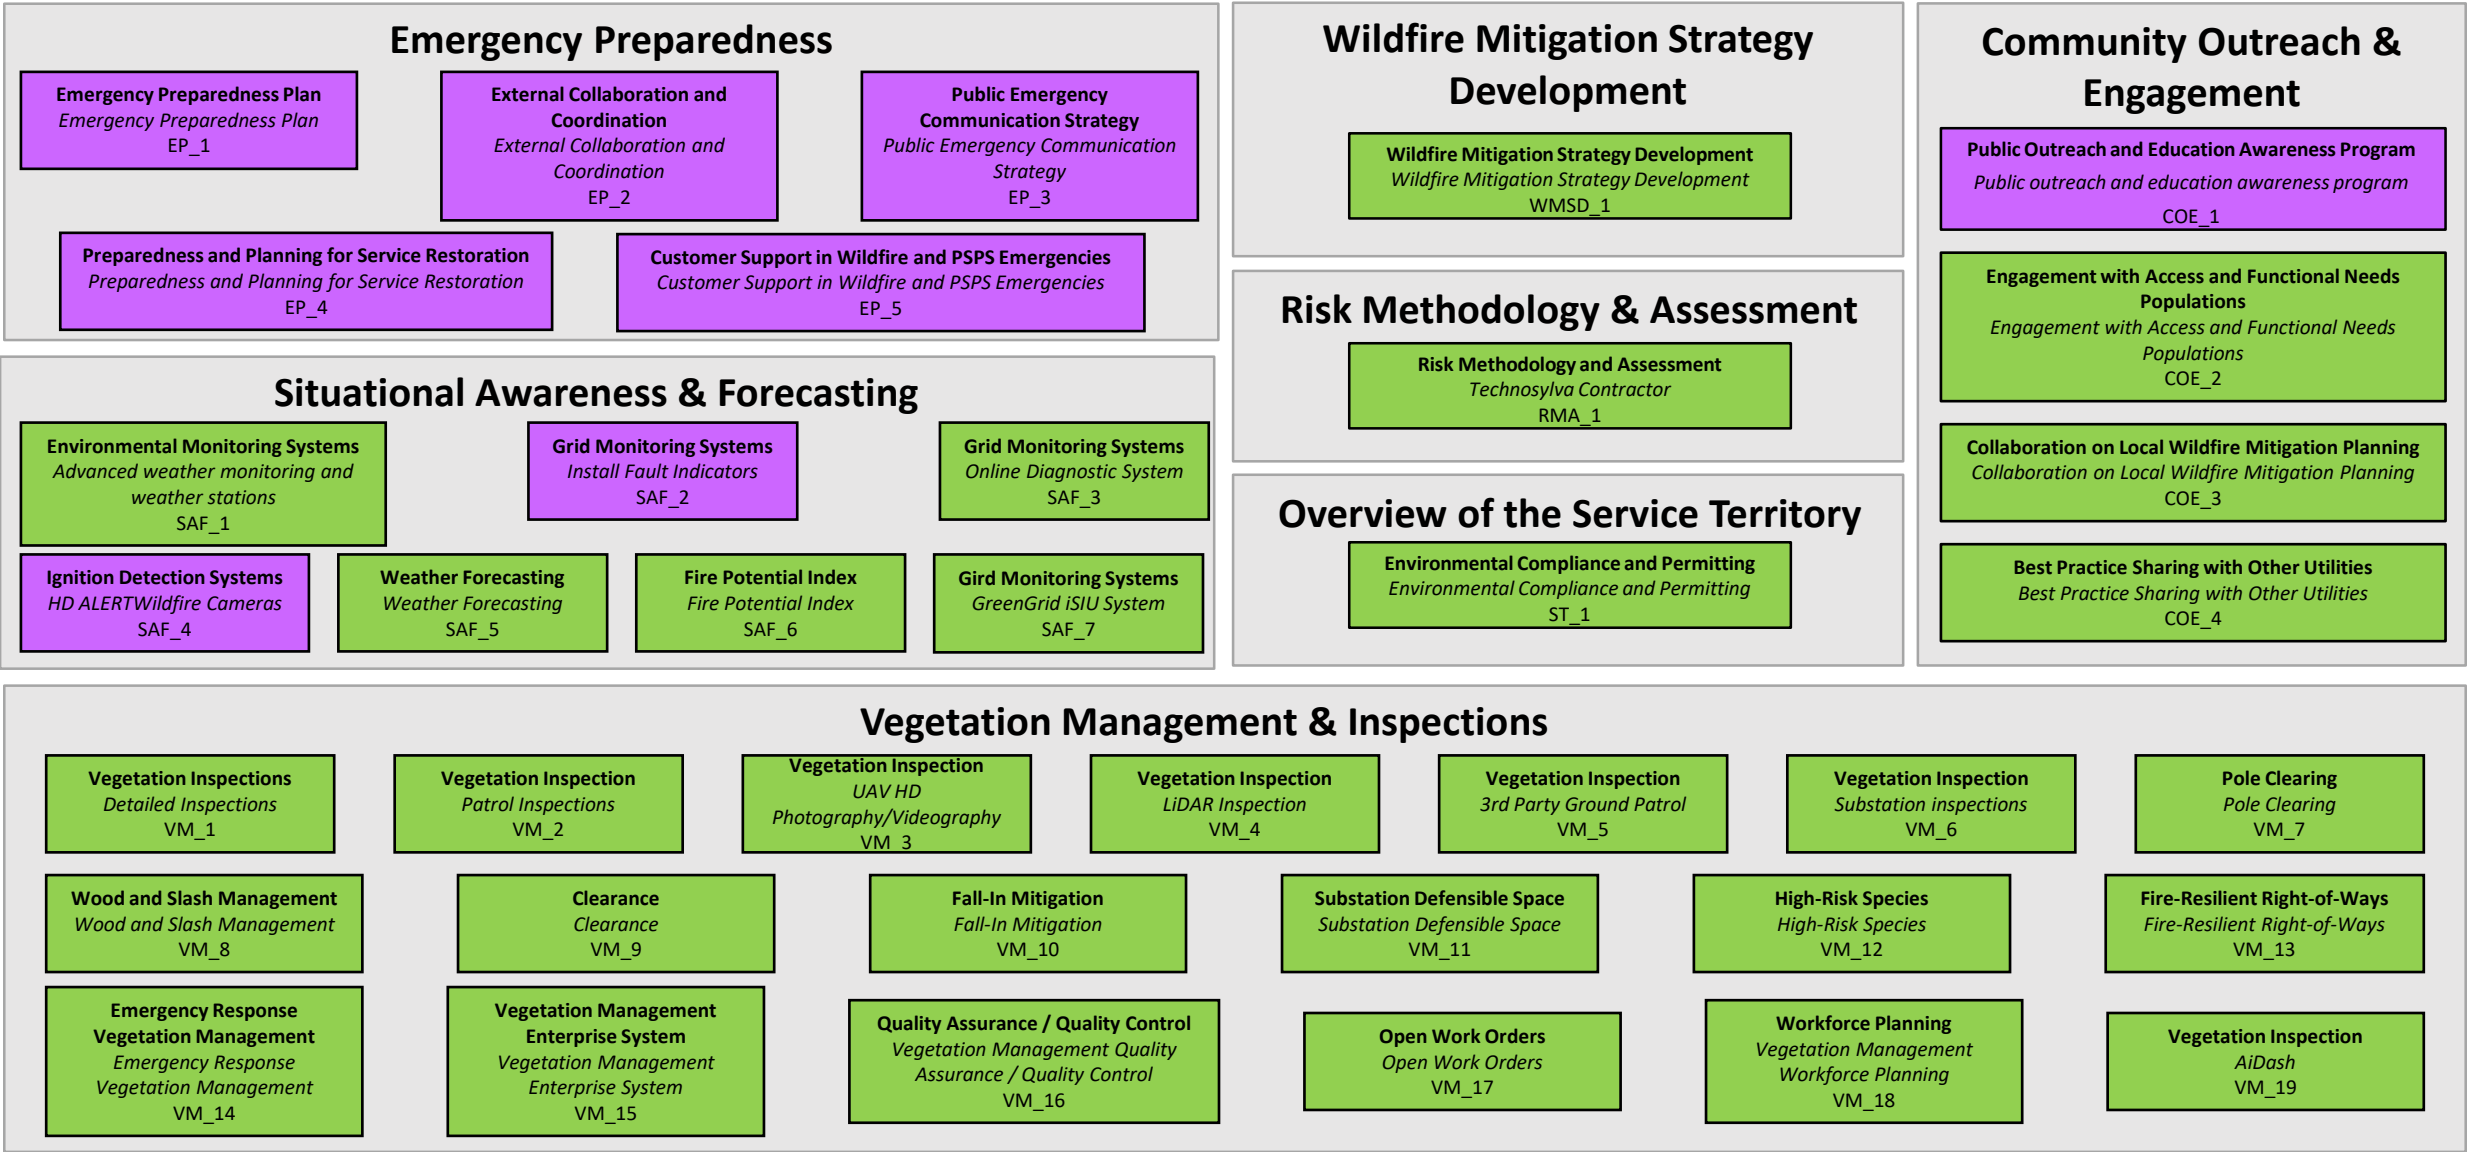 Emergency Preparedness
Emergency Preparedness Plan
Emergency Preparedness Plan
EP_1
External Collaboration and
Coordination
External Collaboration and
Coordination
EP_2
Public Emergency
Communication Strategy
Public Emergency Communication
Strategy
EP_3
Preparedness and Planning for Service Restoration
Preparedness and Planning for Service Restoration
EP_4
Customer Support in Wildfire and PSPS Emergencies
Customer Support in Wildfire and PSPS Emergencies
EP_5
Situational Awareness & Forecasting
Environmental Monitoring Systems
Advanced weather monitoring and
weather stations
SAF_1
Grid Monitoring Systems
Install Fault Indicators
SAF_2
Grid Monitoring Systems
Online Diagnostic System
SAF_3
Ignition Detection Systems
HD ALERTWildfire Cameras
SAF_4
Weather Forecasting
Weather Forecasting
SAF_5
Fire Potential Index
Fire Potential Index
SAF_6
Gird Monitoring Systems
GreenGrid iSIU System
SAF_7
Wildfire Mitigation Strategy
Development
Wildfire Mitigation Strategy Development
Wildfire Mitigation Strategy Development
WMSD_1
Risk Methodology & Assessment
Risk Methodology and Assessment
Technosylva Contractor
RMA_1
Overview of the Service Territory
Environmental Compliance and Permitting
Environmental Compliance and Permitting
ST_1
Community Outreach &
Engagement
Public Outreach and Education Awareness Program
Public outreach and education awareness program
COE_1
Engagement with Access and Functional Needs
Populations
Engagement with Access and Functional Needs
Populations
COE_2
Collaboration on Local Wildfire Mitigation Planning
Collaboration on Local Wildfire Mitigation Planning
COE_3
Best Practice Sharing with Other Utilities
Best Practice Sharing with Other Utilities
COE_4
Vegetation Management & Inspections
Vegetation Inspections
Detailed Inspections
VM_1
Vegetation Inspection
Patrol Inspections
VM_2
Vegetation Inspection
UAV HD
Photography/Videography
VM_3
Vegetation Inspection
LiDAR Inspection
VM_4
Vegetation Inspection
3rd Party Ground Patrol
VM_5
Vegetation Inspection
Substation inspections
VM_6
Pole Clearing
Pole Clearing
VM_7
Wood and Slash Management
Wood and Slash Management
VM_8
Clearance
Clearance
VM_9
Fall-In Mitigation
Fall-In Mitigation
VM_10
Substation Defensible Space
Substation Defensible Space
VM_11
High-Risk Species
High-Risk Species
VM_12
Fire-Resilient Right-of-Ways
Fire-Resilient Right-of-Ways
VM_13
Emergency Response
Vegetation Management
Emergency Response
Vegetation Management
VM_14
Vegetation Management
Enterprise System
Vegetation Management
Enterprise System
VM_15
Quality Assurance / Quality Control
Vegetation Management Quality
Assurance / Quality Control
VM_16
Open Work Orders
Open Work Orders
VM_17
Workforce Planning
Vegetation Management
Workforce Planning
VM_18
Vegetation Inspection
AiDash
VM_19